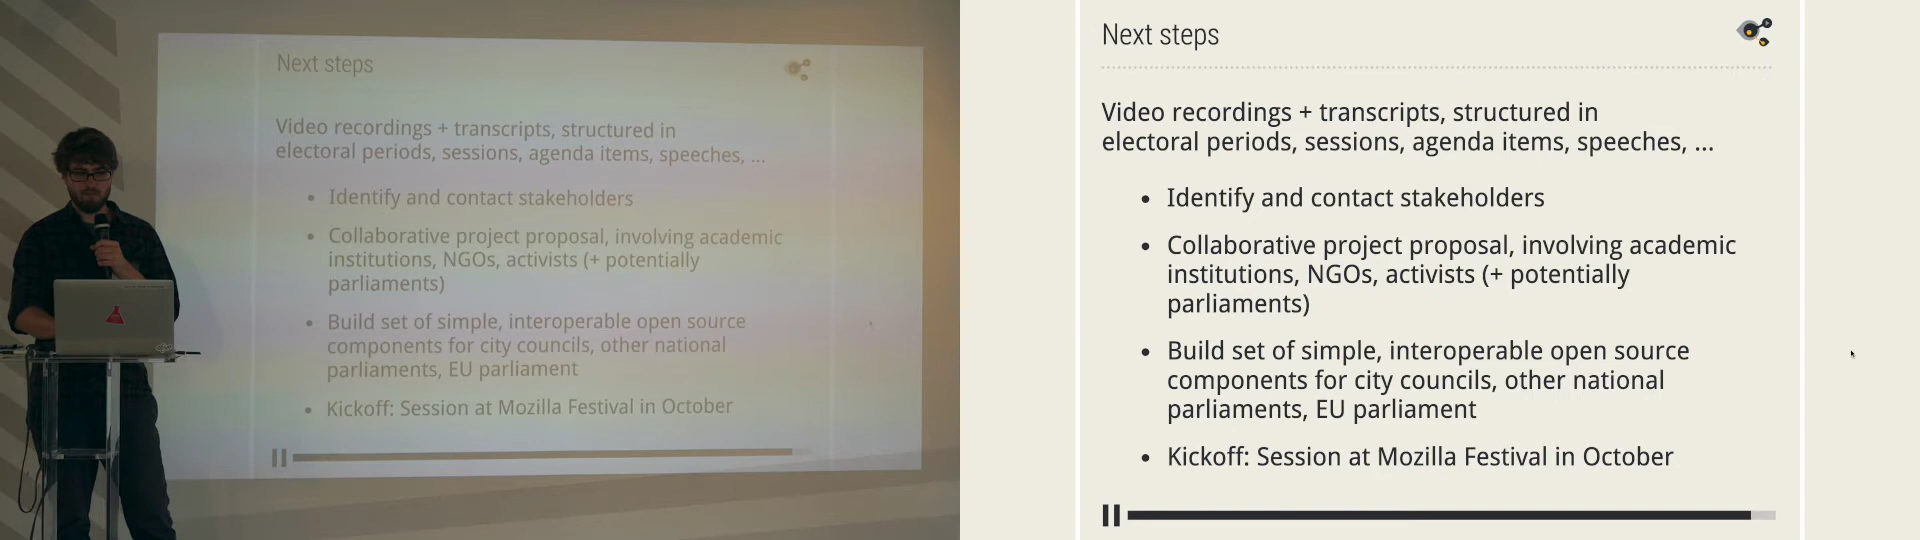 Next steps
Video recordings + transcripts, structured in
electoral periods, sessions, agenda items, speeches, ...
• Identify and contact stakeholders
• Collaborative project proposal, involving academic
institutions, NGOs, activists (+ potentially
parliaments)
• Build set of simple, interoperable open source
components for city councils, other national
parliaments, EU parliament
• Kickoff: Session at Mozilla Festival in October
Next steps
Video recordings + transcripts, structured in
electoral periods, sessions, agenda items, speeches, ...
• Identify and contact stakeholders
• Collaborative project proposal, involving academic
institutions, NGOs, activists (+ potentially
parliaments)
• Build set of simple, interoperable open source
components for city councils, other national
parliaments, EU parliament
• Kickoff: Session at Mozilla Festival in October